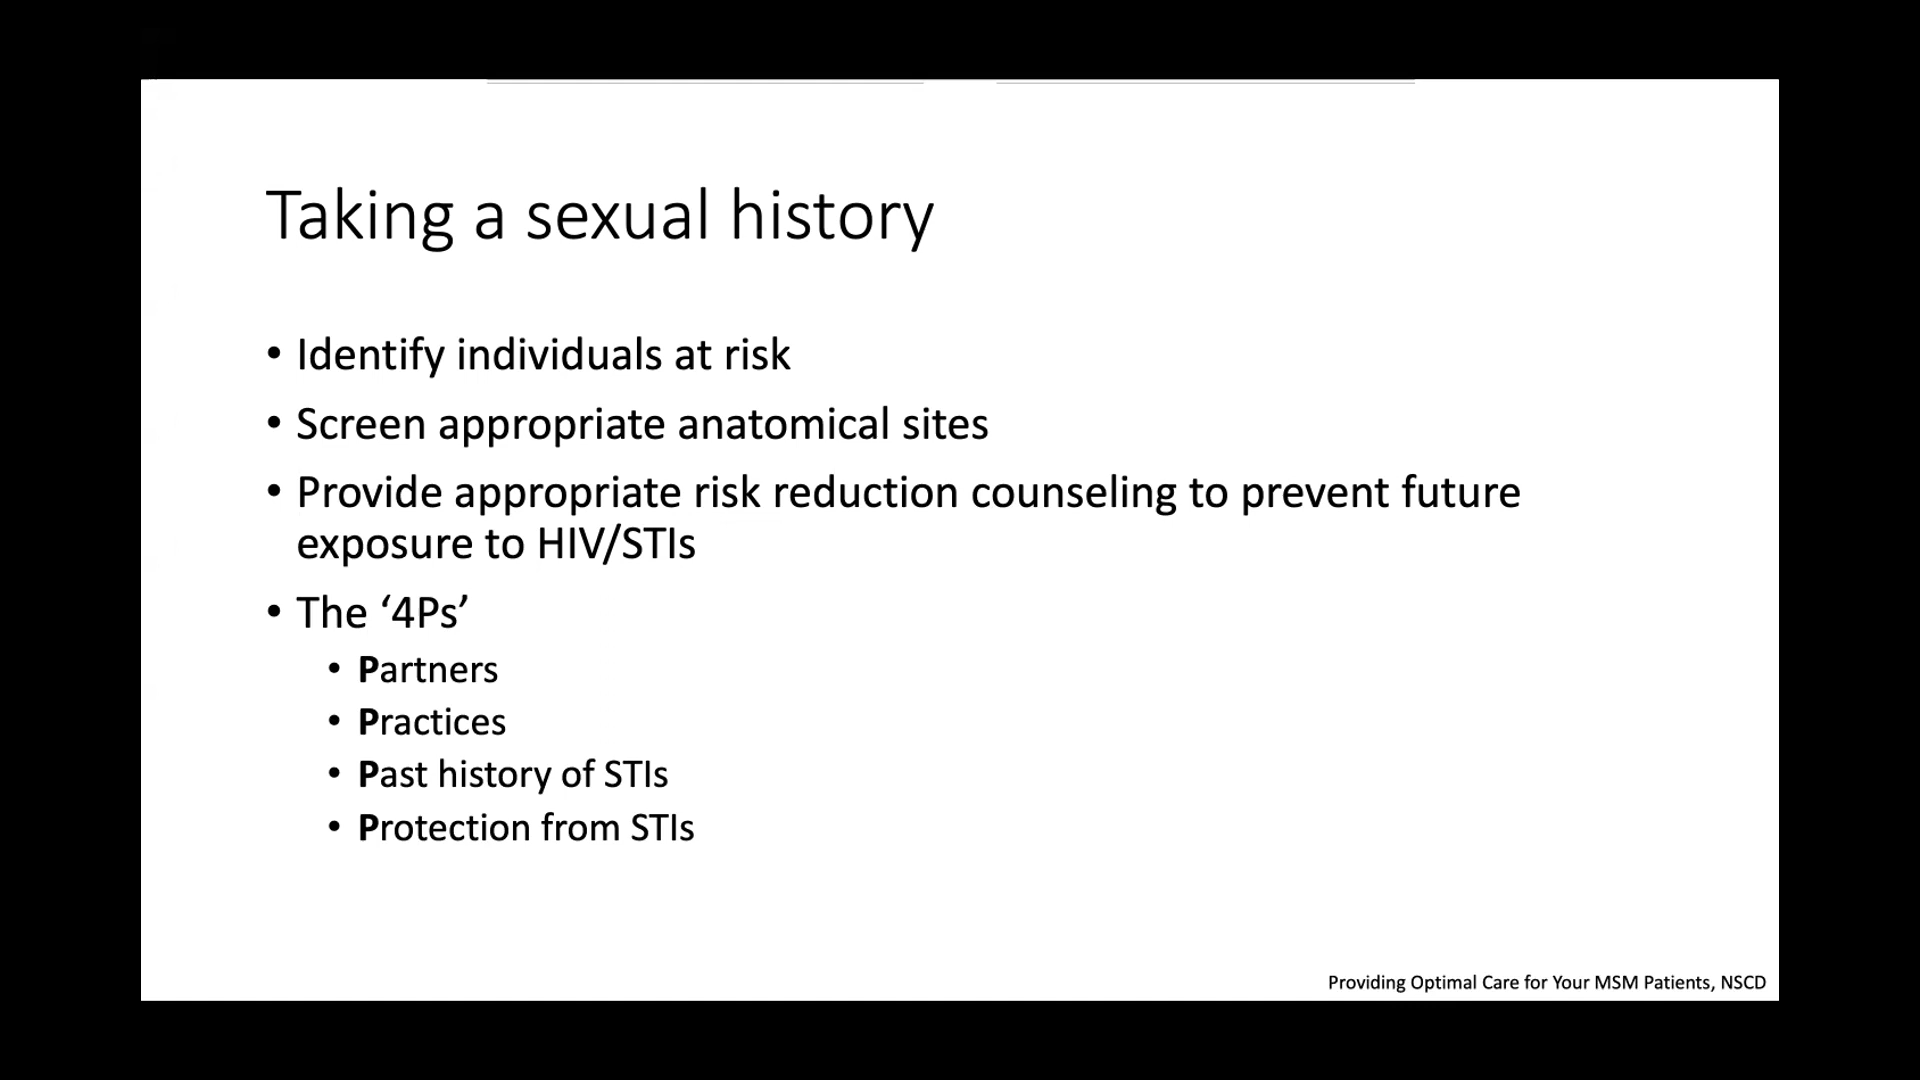 Taking a sexual history
• Identify individuals at risk
• Screen appropriate anatomical sites
• Provide appropriate risk reduction counseling to prevent future
exposure to HIV/STIs
• The ‘4Ps’
• Partners
• Practices
• Past history of STIs
• Protection from STIs
Providing Optimal Care for Your MSM Patients, NSCD